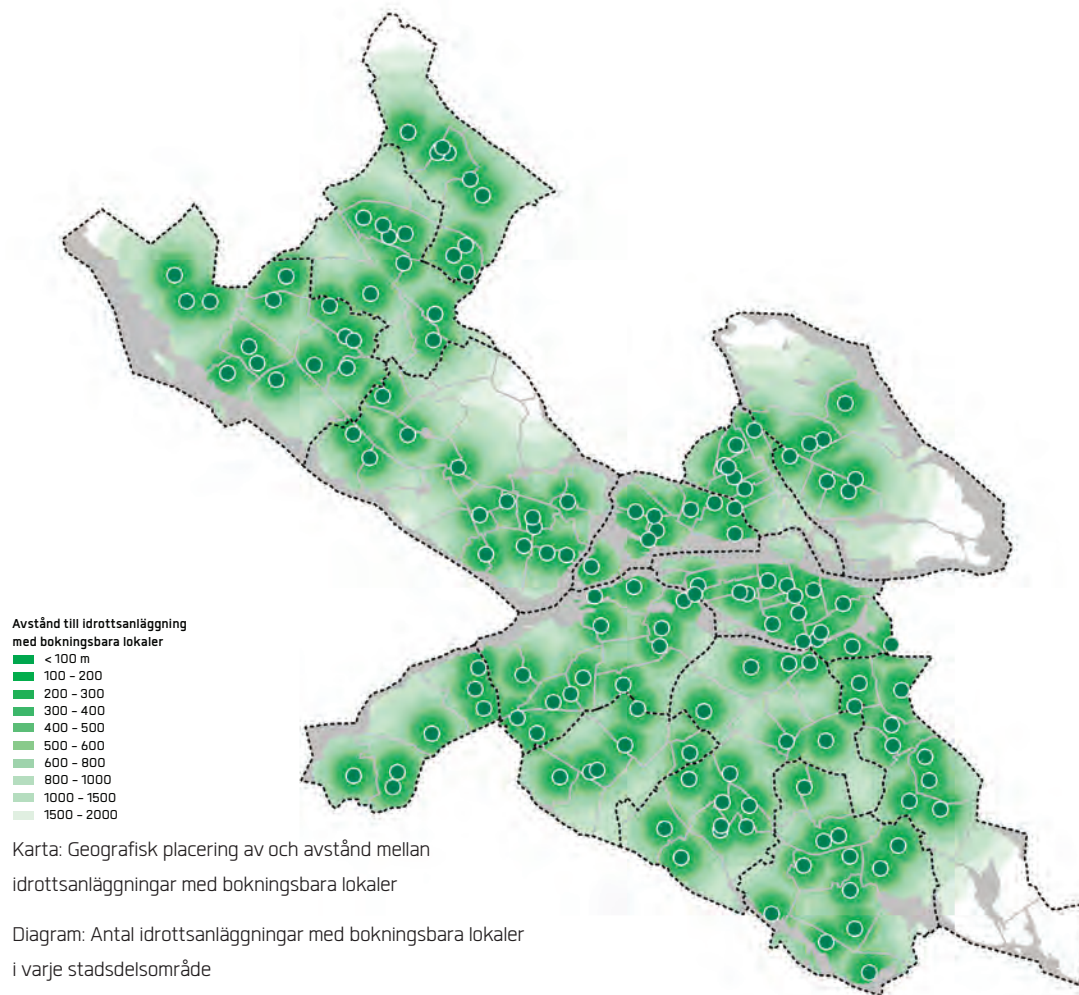 Avstånd till idrottsanläggning
med bokningsbara lokaler
< 100 m
100 - 200
200 - 300
300 - 400
400 - 500
500 - 600
600 - 800
800 - 1000
1000 - 1500
1500 - 2000
Karta: Geografisk placering av och avstånd mellan
idrottsanläggningar med bokningsbara lokaler
Diagram: Antal idrottsanläggningar med bokningsbara lokaler
i varje stadsdelsområde